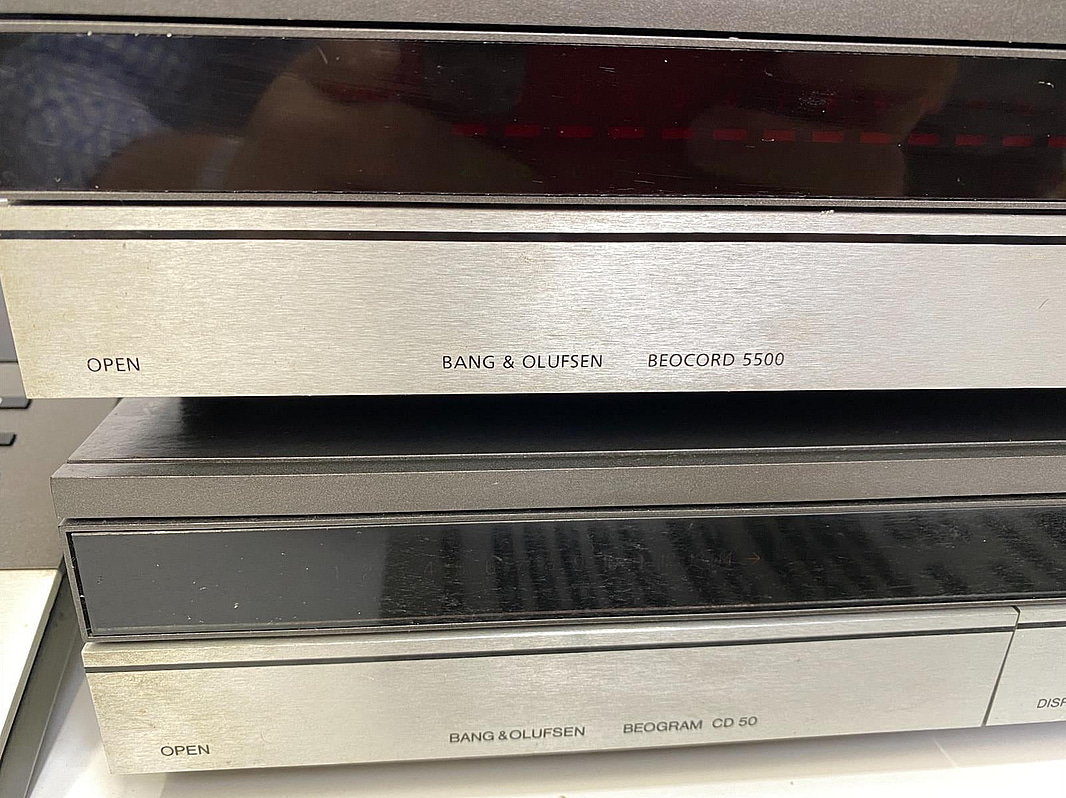 OPEN BANG & OLUFSEN BEOCORD 5500
OPEN BANG & OLUFSEN BEOGRAM CD 50